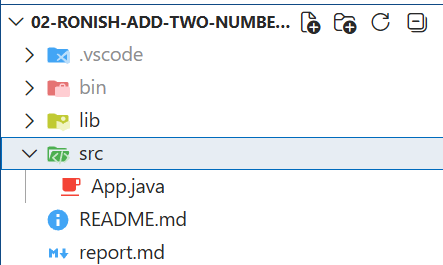 02-RONISH-ADD-TWO-NUMBE...
.vscode
bin
lib
src
App.java
README.md
report.md